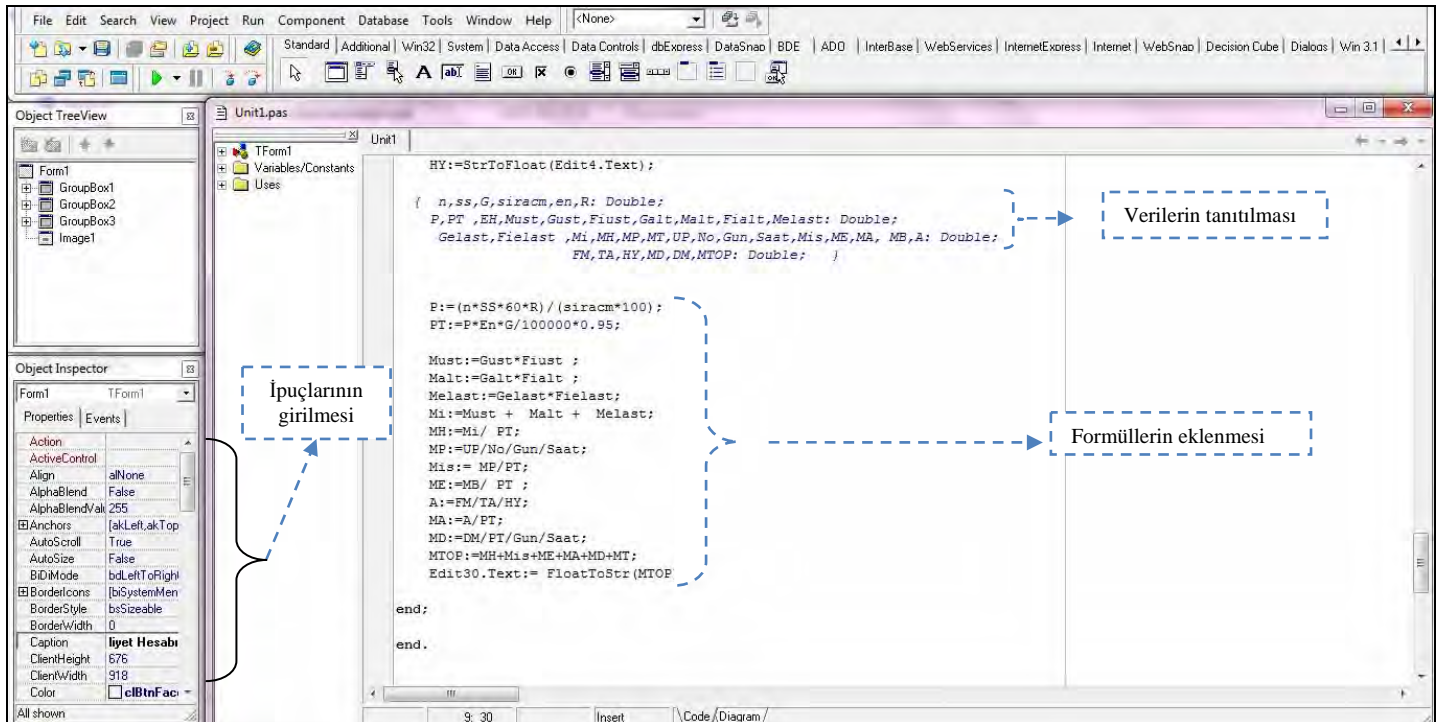 File Edit Search View Project Run Component Database Tools Window Help <None>
Standard Additional Win32 System Data Access Data Controls dbExpress DataSnap BDE ADO InterBase WebServices InternetExpress Internet WebSnap Decision Cube Dialogs Win 3.1
Object TreeView
Form1
GroupBox1
GroupBox2
GroupBox3
Image1
Object Inspector
Form1 TForm1
Properties Events
Action
ActiveControl
Align alNone
AlphaBlend False
AlphaBlendVal 255
Anchors [akLeft,akTop
AutoScroll True
AutoSize False
BiDiMode bdLeftToRigh
BorderIcons [biSystemMen
BorderStyle bsSizeable
BorderWidth 0
Caption liyet Hesabı
ClientHeight 676
ClientWidth 918
Color clBtnFac
All shown
Unit1.pas
TForm1
Variables/Constants
Uses
Unit1
HY:=StrToFloat(Edit4.Text);
{ n,ss,G,siracm,en,R: Double;
P,PT ,EH,Must,Gust,Fiust,Galt,Malt,Fialt,Melast: Double;
Gelast,Fielast ,Mi,MH,MP,MT,UP,No,Gun,Saat,Mis,ME,MA, MB,A: Double;
FM,TA,HY,MD,DM,MTOP: Double; }
P:=(n*SS*60*R)/(siracm*100);
PT:=P*En*G/100000*0.95;
Must:=Gust*Fiust ;
Malt:=Galt*Fialt ;
Melast:=Gelast*Fielast;
Mi:=Must + Malt + Melast;
MH:=Mi/ PT;
MP:=UP/No/Gun/Saat;
Mis:= MP/PT;
ME:=MB/ PT ;
A:=FM/TA/HY;
MA:=A/PT;
MD:=DM/PT/Gun/Saat;
MTOP:=MH+Mis+ME+MA+MD+MT;
Edit30.Text:= FloatToStr(MTOP
end;
end.
9: 30 Insert Code Diagram
Verilerin tanıtılması
İpuçlarının
girilmesi
Formüllerin eklenmesi